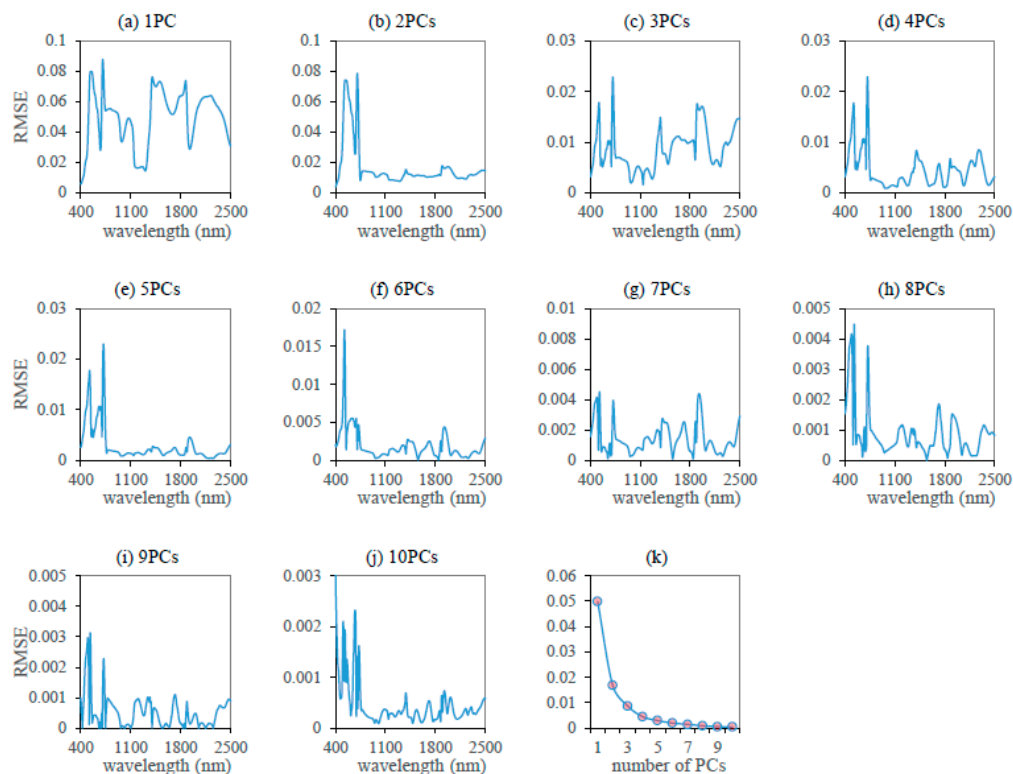 (a) 1PC
(b) 2PCs
(c) 3PCs
(d) 4PCs
0.1
0.08
0.06
0.04
0.02
0
RMSE
400 1100 1800 2500
wavelength (nm)
0.1
0.08
0.06
0.04
0.02
0
400 1100 1800 2500
wavelength (nm)
0.03
0.02
0.01
0
400 1100 1800 2500
wavelength (nm)
0.03
0.02
0.01
0
400 1100 1800 2500
wavelength (nm)
(e) 5PCs
(f) 6PCs
(g) 7PCs
(h) 8PCs
0.03
0.02
0.01
0
RMSE
400 1100 1800 2500
wavelength (nm)
0.02
0.015
0.01
0.005
0
400 1100 1800 2500
wavelength (nm)
0.01
0.008
0.006
0.004
0.002
0
400 1100 1800 2500
wavelength (nm)
0.005
0.004
0.003
0.002
0.001
0
400 1100 1800 2500
wavelength (nm)
(i) 9PCs
(j) 10PCs
(k)
0.005
0.004
0.003
0.002
0.001
0
RMSE
400 1100 1800 2500
wavelength (nm)
0.003
0.002
0.001
0
400 1100 1800 2500
wavelength (nm)
0.06
0.05
0.04
0.03
0.02
0.01
0
1 3 5 7 9
number of PCs